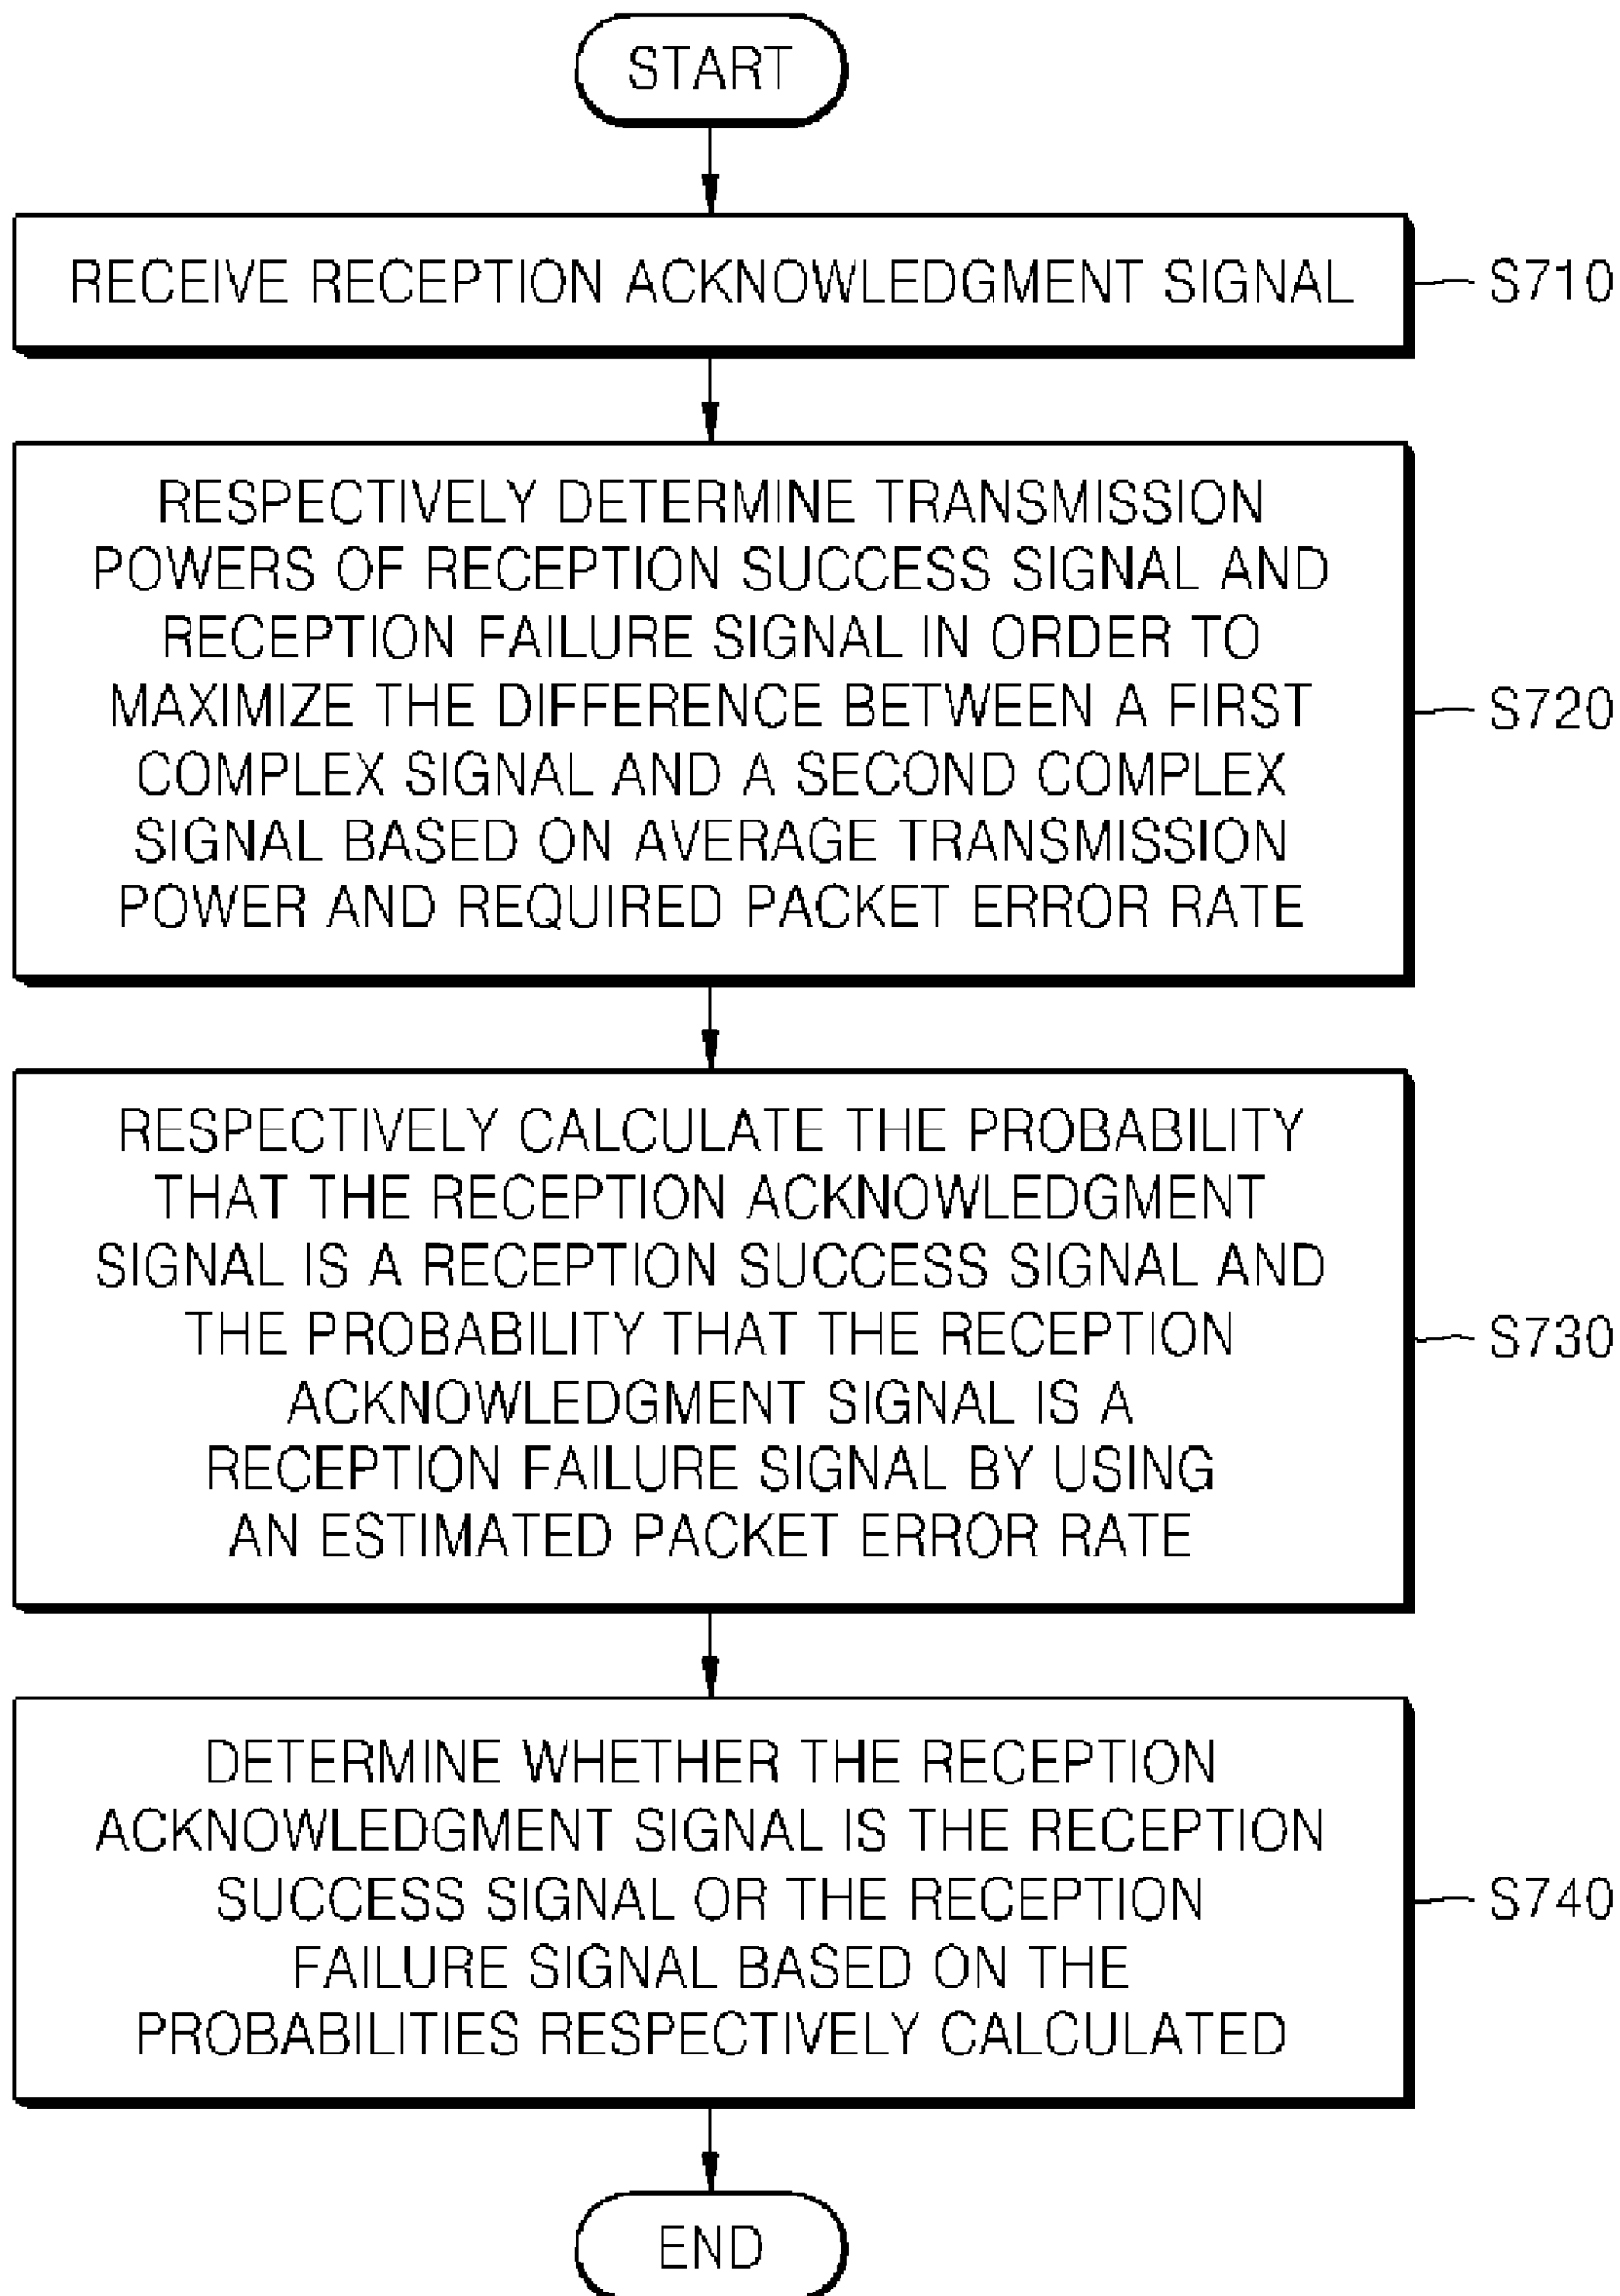 START
RECEIVE RECEPTION ACKNOWLEDGMENT SIGNAL
S710
RESPECTIVELY DETERMINE TRANSMISSION
POWERS OF RECEPTION SUCCESS SIGNAL AND
RECEPTION FAILURE SIGNAL IN ORDER TO
MAXIMIZE THE DIFFERENCE BETWEEN A FIRST
COMPLEX SIGNAL AND A SECOND COMPLEX
SIGNAL BASED ON AVERAGE TRANSMISSION
POWER AND REQUIRED PACKET ERROR RATE
S720
RESPECTIVELY CALCULATE THE PROBABILITY
THAT THE RECEPTION ACKNOWLEDGMENT
SIGNAL IS A RECEPTION SUCCESS SIGNAL AND
THE PROBABILITY THAT THE RECEPTION
ACKNOWLEDGMENT SIGNAL IS A
RECEPTION FAILURE SIGNAL BY USING
AN ESTIMATED PACKET ERROR RATE
S730
DETERMINE WHETHER THE RECEPTION
ACKNOWLEDGMENT SIGNAL IS THE RECEPTION
SUCCESS SIGNAL OR THE RECEPTION
FAILURE SIGNAL BASED ON THE
PROBABILITIES RESPECTIVELY CALCULATED
S740
END